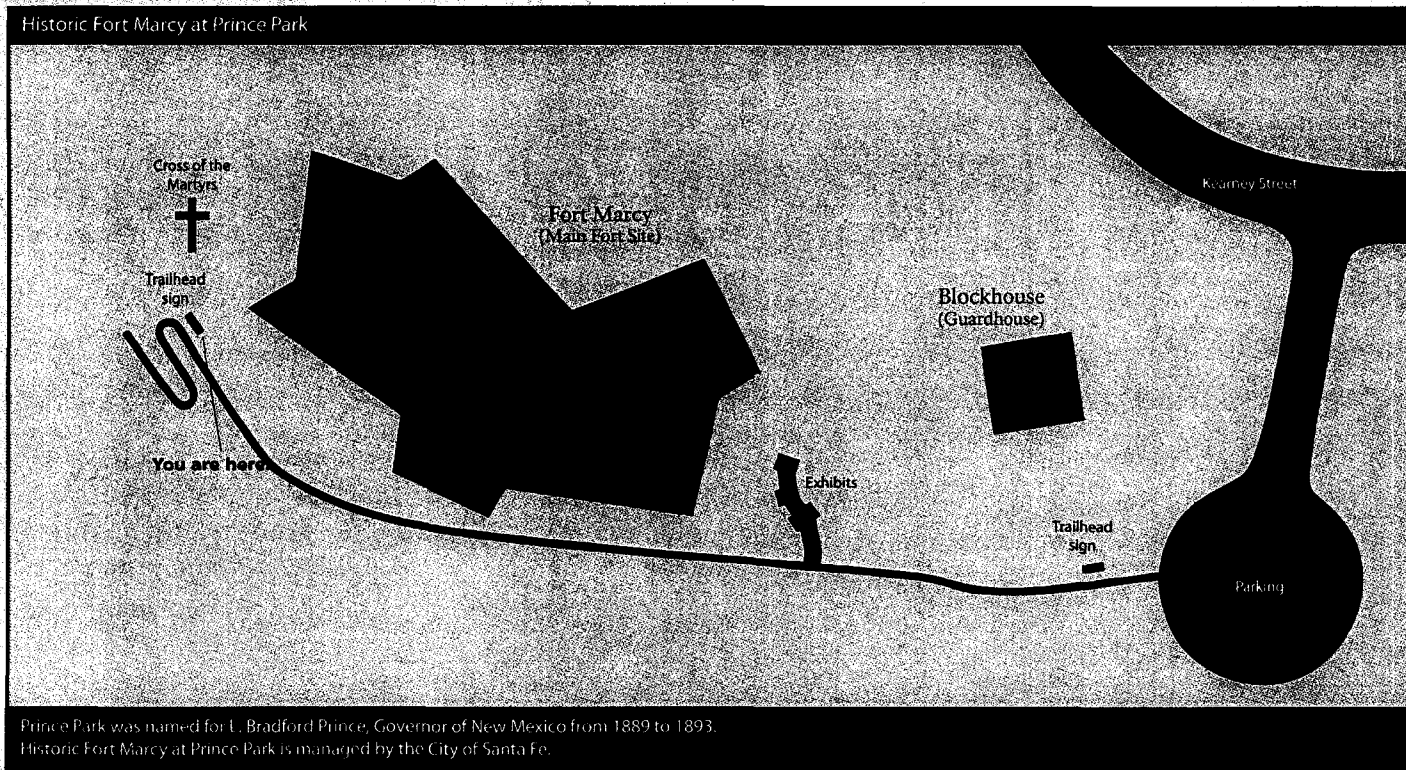 Historic Fort Marcy at Prince Park
Cross of the
Martyrs
Kearney Street
Fort Marcy
(Main Fort Site)
Trailhead
sign
Blockhouse
(Guardhouse)
You are here.
Exhibits
Trailhead
sign
Parking
Prince Park was named for L. Bradford Prince, Governor of New Mexico from 1889 to 1893.
Historic Fort Marcy at Prince Park is managed by the City of Santa Fe.